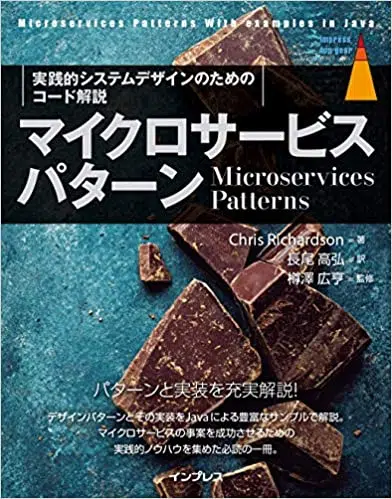 Microservices Patterns With examples in Java
impress
top gear
実践的システムデザインのための
コード解説
マイクロサービス
パターン
Microservices
Patterns
Chris Richardson=著
長尾 高弘=訳
樽澤 広亨=監修
パターンと実装を充実解説!
デザインパターンとその実装をJavaによる豊富なサンプルで解説。
マイクロサービスの事案を成功させるための
実践的ノウハウを集めた必読の一冊。
インプレス